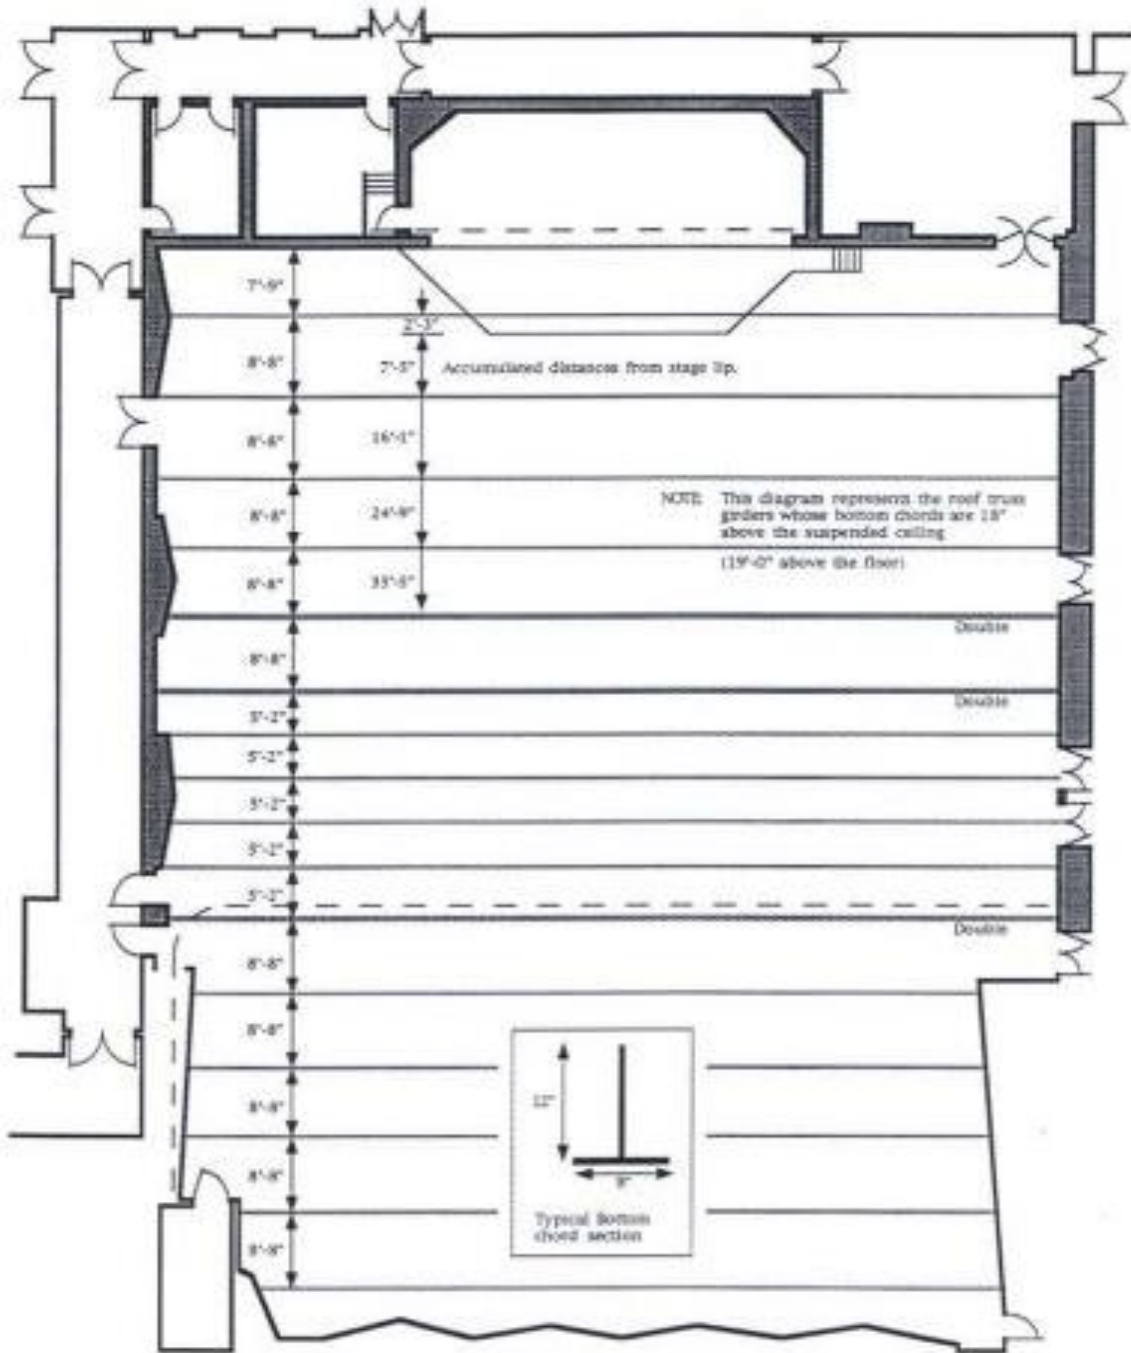 7'-9"
2'-3"
8'-8"
7'-5" Accumulated distances from stage lip.
8'-8"
16'-1"
8'-8"
24'-9"
NOTE This diagram represents the roof truss
girders whose bottom chords are 18"
above the suspended ceiling
(19'-0" above the floor)
8'-8"
33'-5"
Double
8'-8"
Double
5'-2"
5'-2"
5'-2"
5'-2"
5'-2"
Double
8'-8"
8'-8"
8'-8"
8'-8"
8'-8"
12"
Typical Bottom
chord section